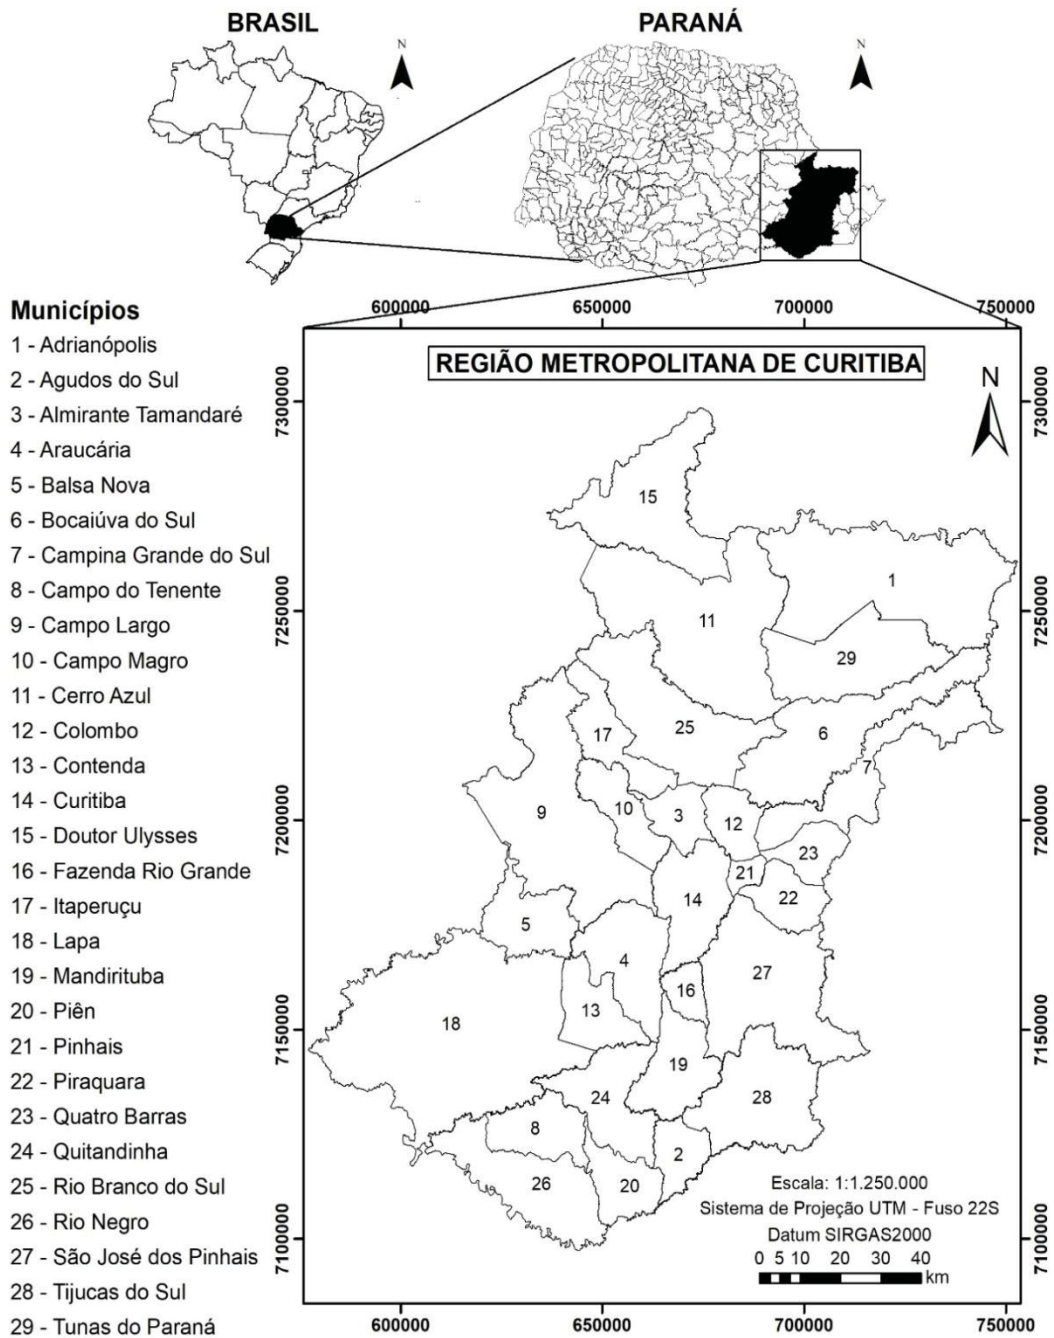 BRASIL
PARANÁ
N
N
Municípios
1 - Adrianópolis
2 - Agudos do Sul
3 - Almirante Tamandaré
4 - Araucária
5 - Balsa Nova
6 - Bocaiúva do Sul
7 - Campina Grande do Sul
8 - Campo do Tenente
9 - Campo Largo
10 - Campo Magro
11 - Cerro Azul
12 - Colombo
13 - Contenda
14 - Curitiba
15 - Doutor Ulysses
16 - Fazenda Rio Grande
17 - Itaperuçu
18 - Lapa
19 - Mandirituba
20 - Piên
21 - Pinhais
22 - Piraquara
23 - Quatro Barras
24 - Quitandinha
25 - Rio Branco do Sul
26 - Rio Negro
27 - São José dos Pinhais
28 - Tijucas do Sul
29 - Tunas do Paraná
600000 650000 700000 750000
REGIÃO METROPOLITANA DE CURITIBA
N
7300000
7300000
7250000
7250000
7200000
7200000
7150000
7150000
7100000
7100000
15
1
11
29
25
17
6
7
9
10
3
12
23
21
22
14
5
4
27
16
13
18
19
28
24
8
2
26
20
Escala: 1:1.250.000
Sistema de Projeção UTM - Fuso 22S
Datum SIRGAS2000
0 5 10 20 30 40
km
600000 650000 700000 750000